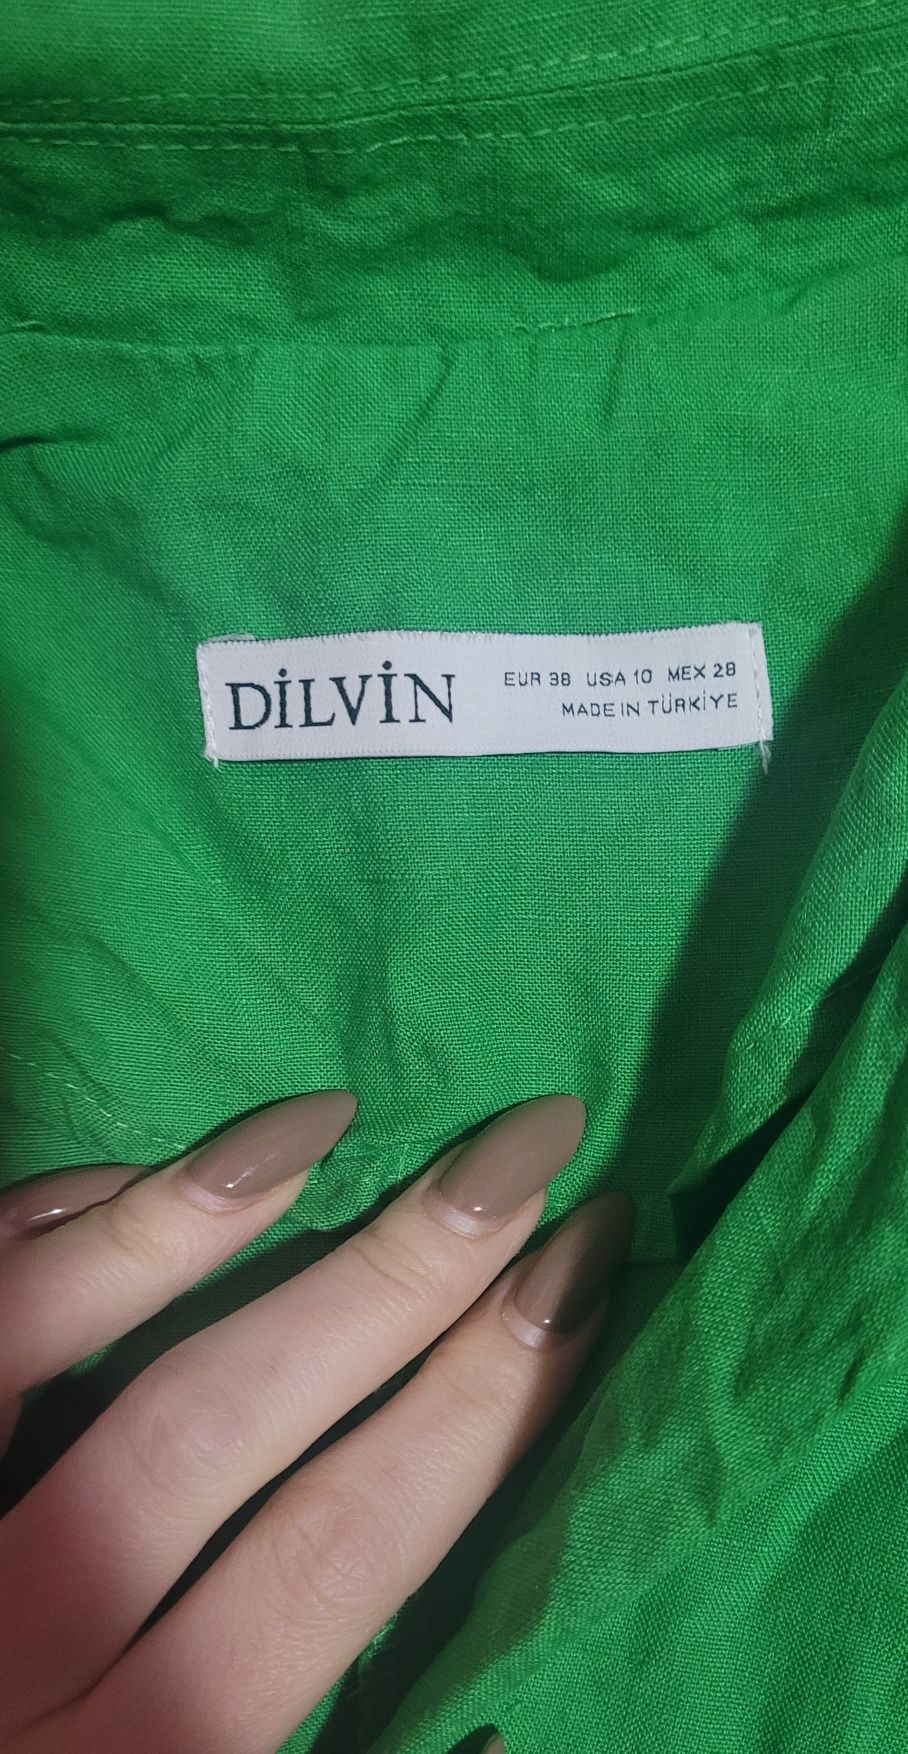 DİLVİN
EUR 38 USA 10 MEX 28
MADE IN TÜRKİYE